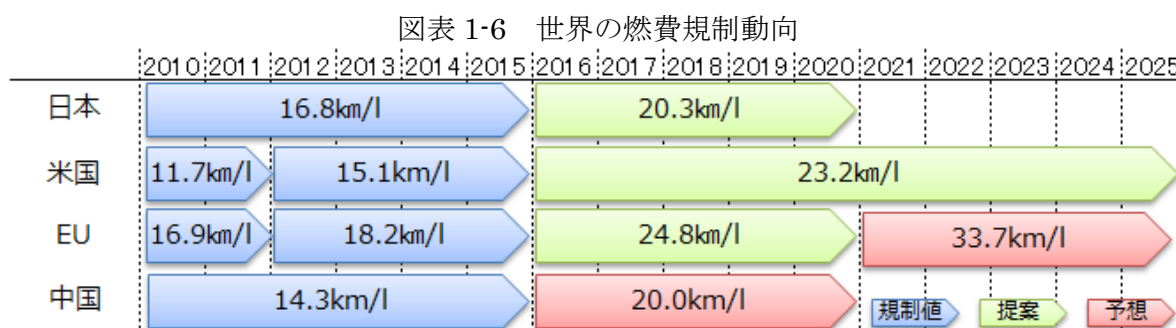 図表 1-6　世界の燃費規制動向
2010 2011 2012 2013 2014 2015 2016 2017 2018 2019 2020 2021 2022 2023 2024 2025
日本 16.8㎞/l 20.3㎞/l
米国 11.7㎞/l 15.1km/l 23.2㎞/l
EU 16.9㎞/l 18.2㎞/l 24.8㎞/l 33.7km/l
中国 14.3km/l 20.0km/l 規制値 提案 予想